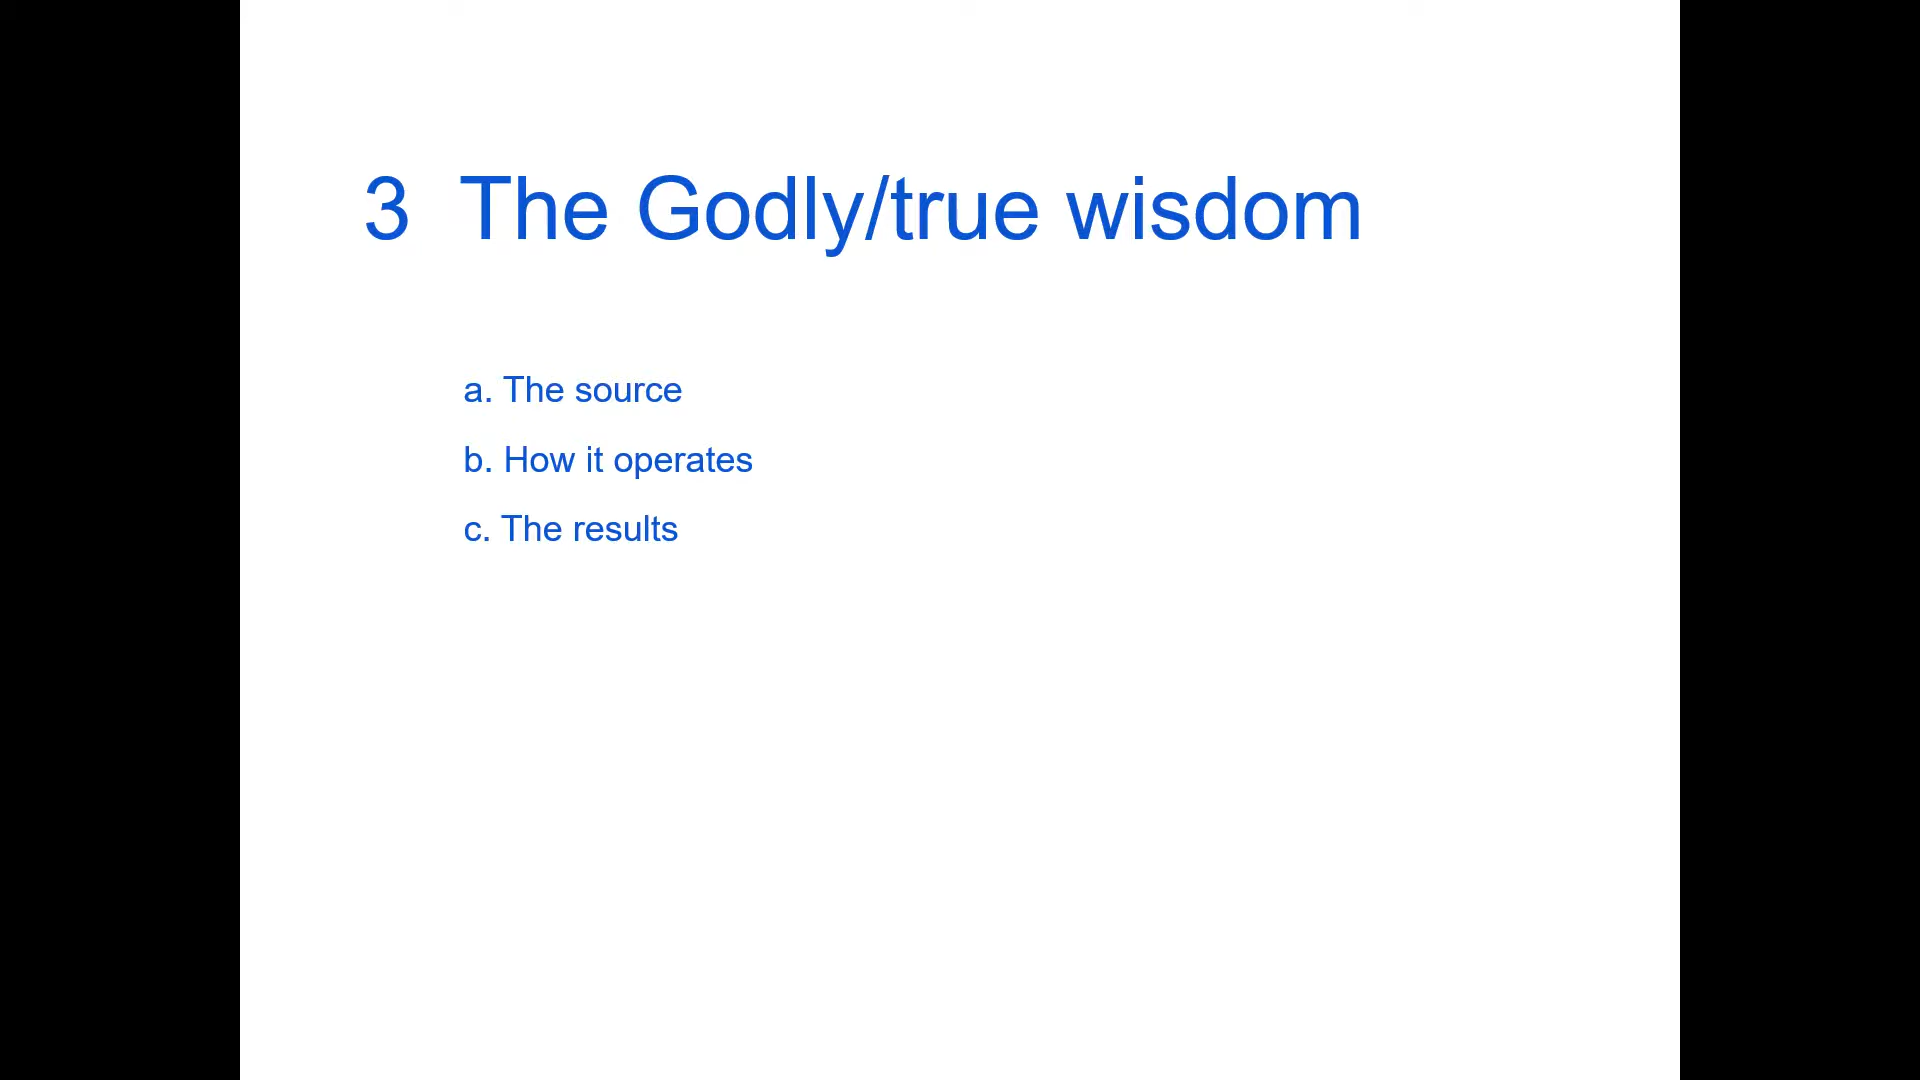 3 The Godly/true wisdom
a. The source
b. How it operates
c. The results